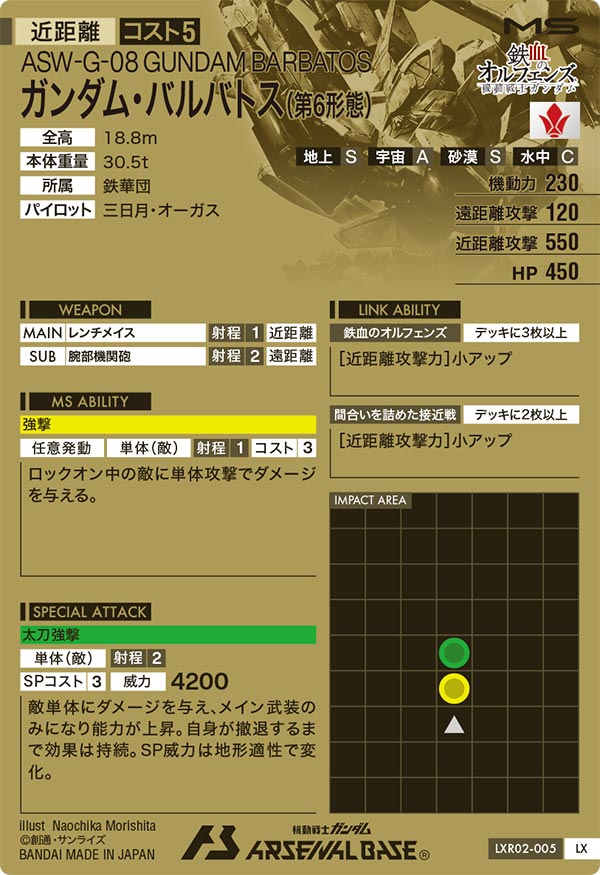 近距離 コスト5
MS
ASW-G-08 GUNDAM BARBATOS
ガンダム・バルバトス(第6形態)
鉄血の
オルフェンズ
機動戦士ガンダム
全高 18.8m
本体重量 30.5t
所属 鉄華団
パイロット 三日月・オーガス
地上 S 宇宙 A 砂漠 S 水中 C
機動力 230
遠距離攻撃 120
近距離攻撃 550
HP 450
WEAPON
MAIN レンチメイス 射程 1 近距離
SUB 腕部機関砲 射程 2 遠距離
MS ABILITY
強撃
任意発動 単体(敵) 射程 1 コスト 3
ロックオン中の敵に単体攻撃でダメージ
を与える。
SPECIAL ATTACK
太刀強撃
単体(敵) 射程 2
SPコスト 3 威力 4200
敵単体にダメージを与え、メイン武装の
みになり能力が上昇。自身が撤退するま
で効果は持続。SP威力は地形適性で変
化。
LINK ABILITY
鉄血のオルフェンズ デッキに3枚以上
[近距離攻撃力]小アップ
間合いを詰めた接近戦 デッキに2枚以上
[近距離攻撃力]小アップ
IMPACT AREA
illust Naochika Morishita
©創通・サンライズ
BANDAI MADE IN JAPAN
機動戦士ガンダム
AB ARSENAL BASE®
LXR02-005 LX